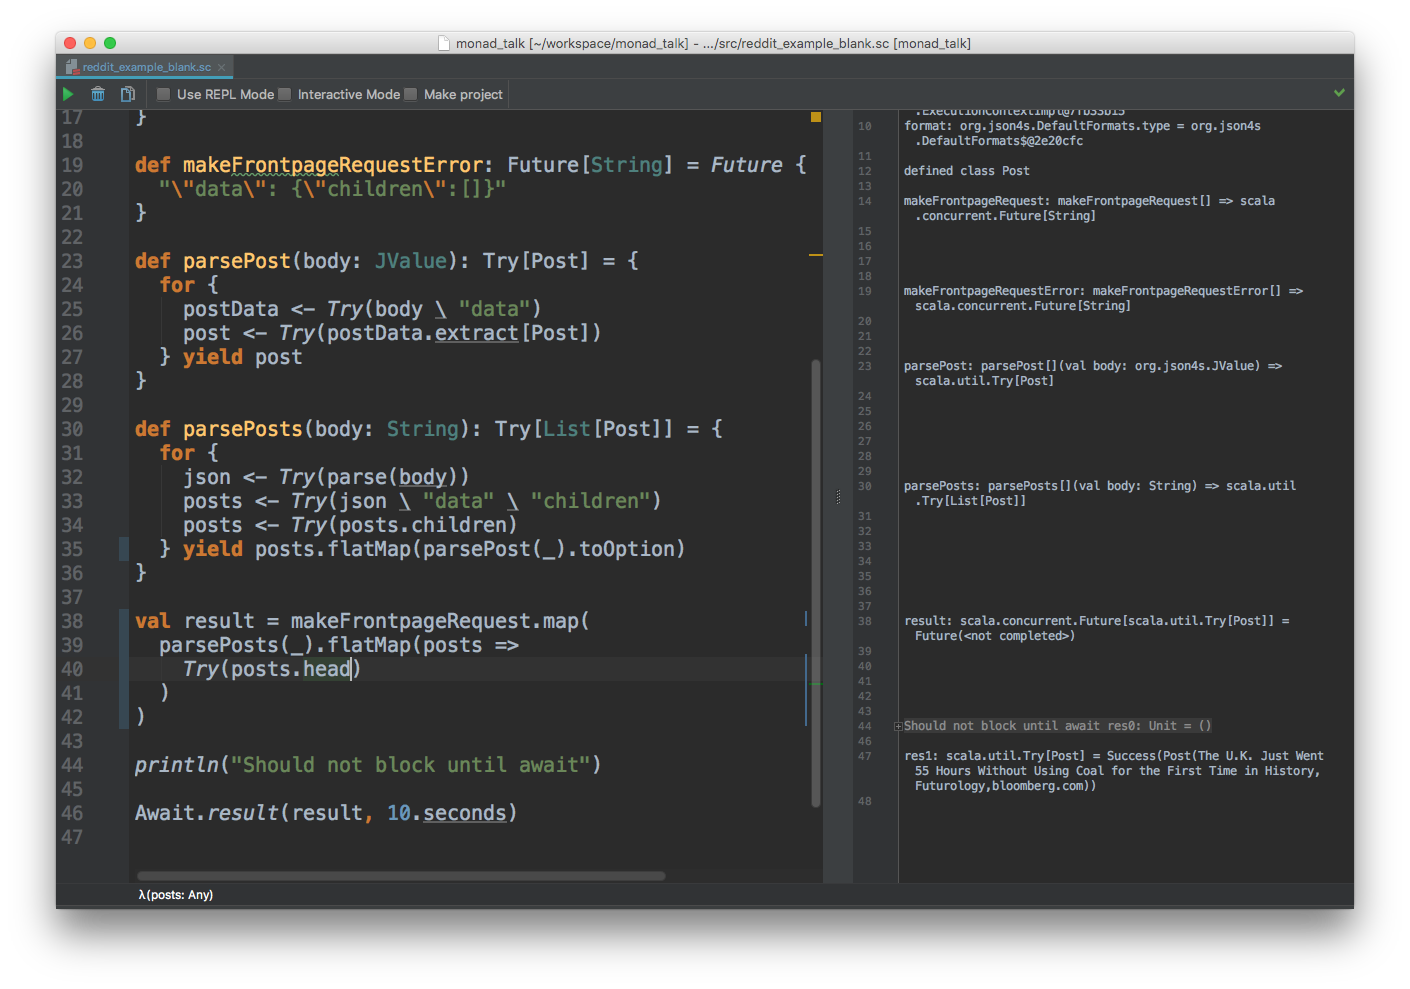 monad_talk [~/workspace/monad_talk] - .../src/reddit_example_blank.sc [monad_talk]
reddit_example_blank.sc
Use REPL Mode Interactive Mode Make project
17 }
18
19 def makeFrontpageRequestError: Future[String] = Future {
20 "\"data\": {\"children\":[]}"
21 }
22
23 def parsePost(body: JValue): Try[Post] = {
24 for {
25 postData <- Try(body \ "data")
26 post <- Try(postData.extract[Post])
27 } yield post
28 }
29
30 def parsePosts(body: String): Try[List[Post]] = {
31 for {
32 json <- Try(parse(body))
33 posts <- Try(json \ "data" \ "children")
34 posts <- Try(posts.children)
35 } yield posts.flatMap(parsePost(_).toOption)
36 }
37
38 val result = makeFrontpageRequest.map(
39 parsePosts(_).flatMap(posts =>
40 Try(posts.head)
41 )
42 )
43
44 println("Should not block until await")
45
46 Await.result(result, 10.seconds)
47
.ExecutionContextImpl@7fb33b15
10 format: org.json4s.DefaultFormats.type = org.json4s
.DefaultFormats$@2e20cfc
11
12 defined class Post
13
14 makeFrontpageRequest: makeFrontpageRequest[] => scala
.concurrent.Future[String]
15
16
17
18
19 makeFrontpageRequestError: makeFrontpageRequestError[] =>
scala.concurrent.Future[String]
20
21
22
23 parsePost: parsePost[](val body: org.json4s.JValue) =>
scala.util.Try[Post]
24
25
26
27
28
29
30 parsePosts: parsePosts[](val body: String) => scala.util
.Try[List[Post]]
31
32
33
34
35
36
37
38 result: scala.concurrent.Future[scala.util.Try[Post]] =
Future(<not completed>)
39
40
41
42
43
44 Should not block until await res0: Unit = ()
46
47 res1: scala.util.Try[Post] = Success(Post(The U.K. Just Went
55 Hours Without Using Coal for the First Time in History,
Futurology,bloomberg.com))
48
λ(posts: Any)